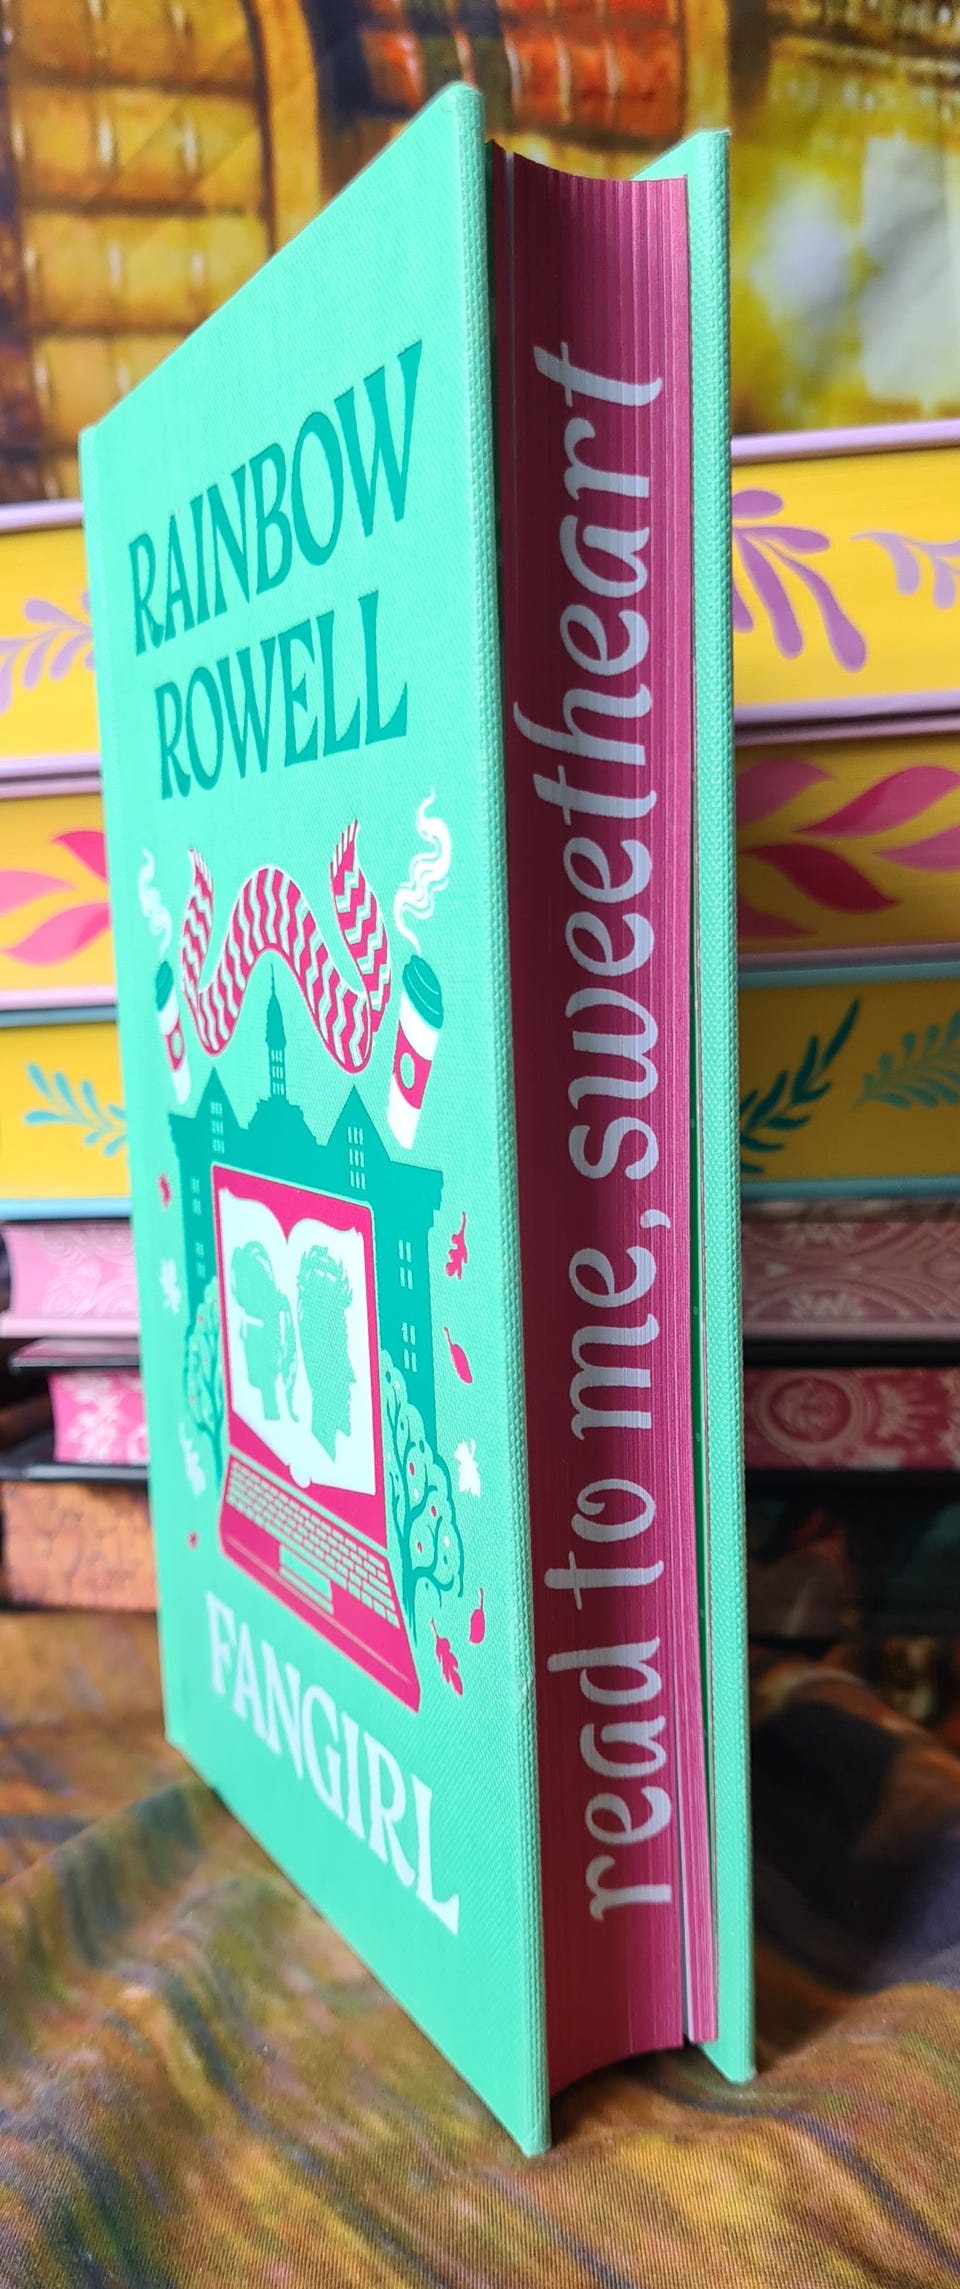 RAINBOW
ROWELL
FANGIRL
read to me, sweetheart